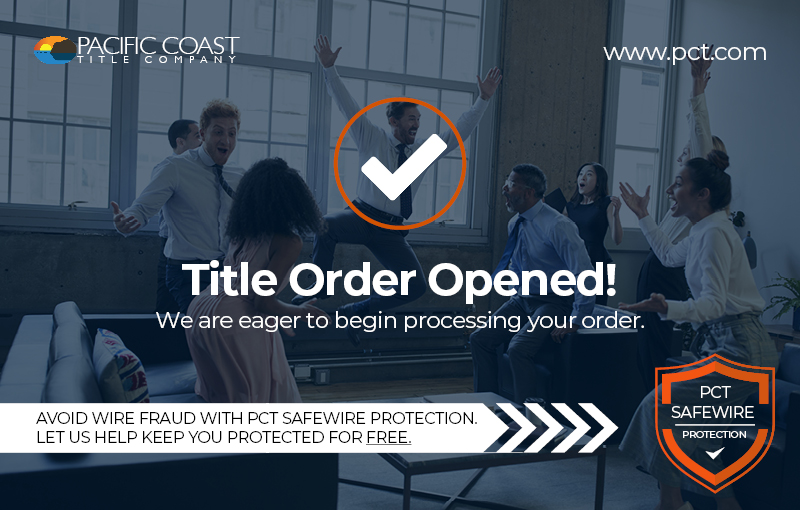 PACIFIC COAST
TITLE COMPANY
www.pct.com
Title Order Opened!
We are eager to begin processing your order.
AVOID WIRE FRAUD WITH PCT SAFEWIRE PROTECTION.
LET US HELP KEEP YOU PROTECTED FOR FREE.
PCT
SAFEWIRE
PROTECTION